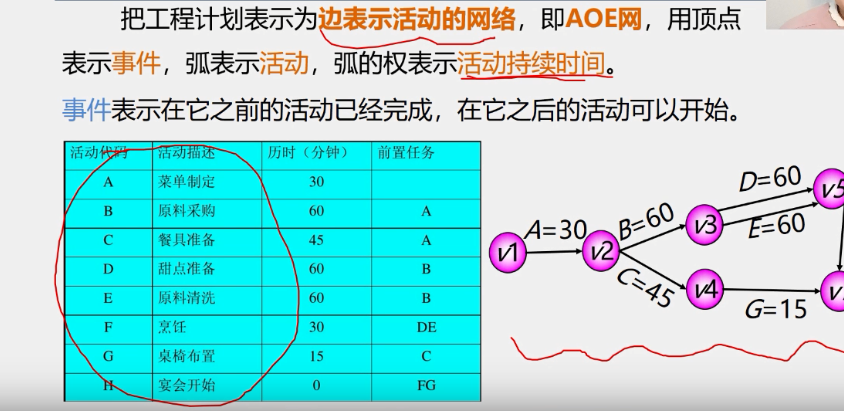 把工程计划表示为边表示活动的网络，即AOE网，用顶点
表示事件，弧表示活动，弧的权表示活动持续时间。
事件表示在它之前的活动已经完成，在它之后的活动可以开始。
活动代码 活动描述 历时（分钟） 前置任务
A 菜单制定 30
B 原料采购 60 A
C 餐具准备 45 A
D 甜点准备 60 B
E 原料清洗 60 B
F 烹饪 30 DE
G 桌椅布置 15 C
H 宴会开始 0 FG
D=60
v5
A=30
B=60
v3
E=60
v1
v2
C=45
v4
G=15